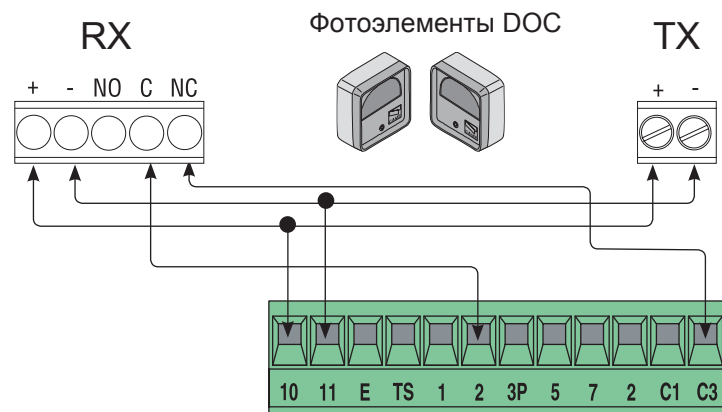 Фотоэлементы DOC
RX
TX
+ - NO C NC
+ -
10 11 E TS 1 2 3P 5 7 2 C1 C3